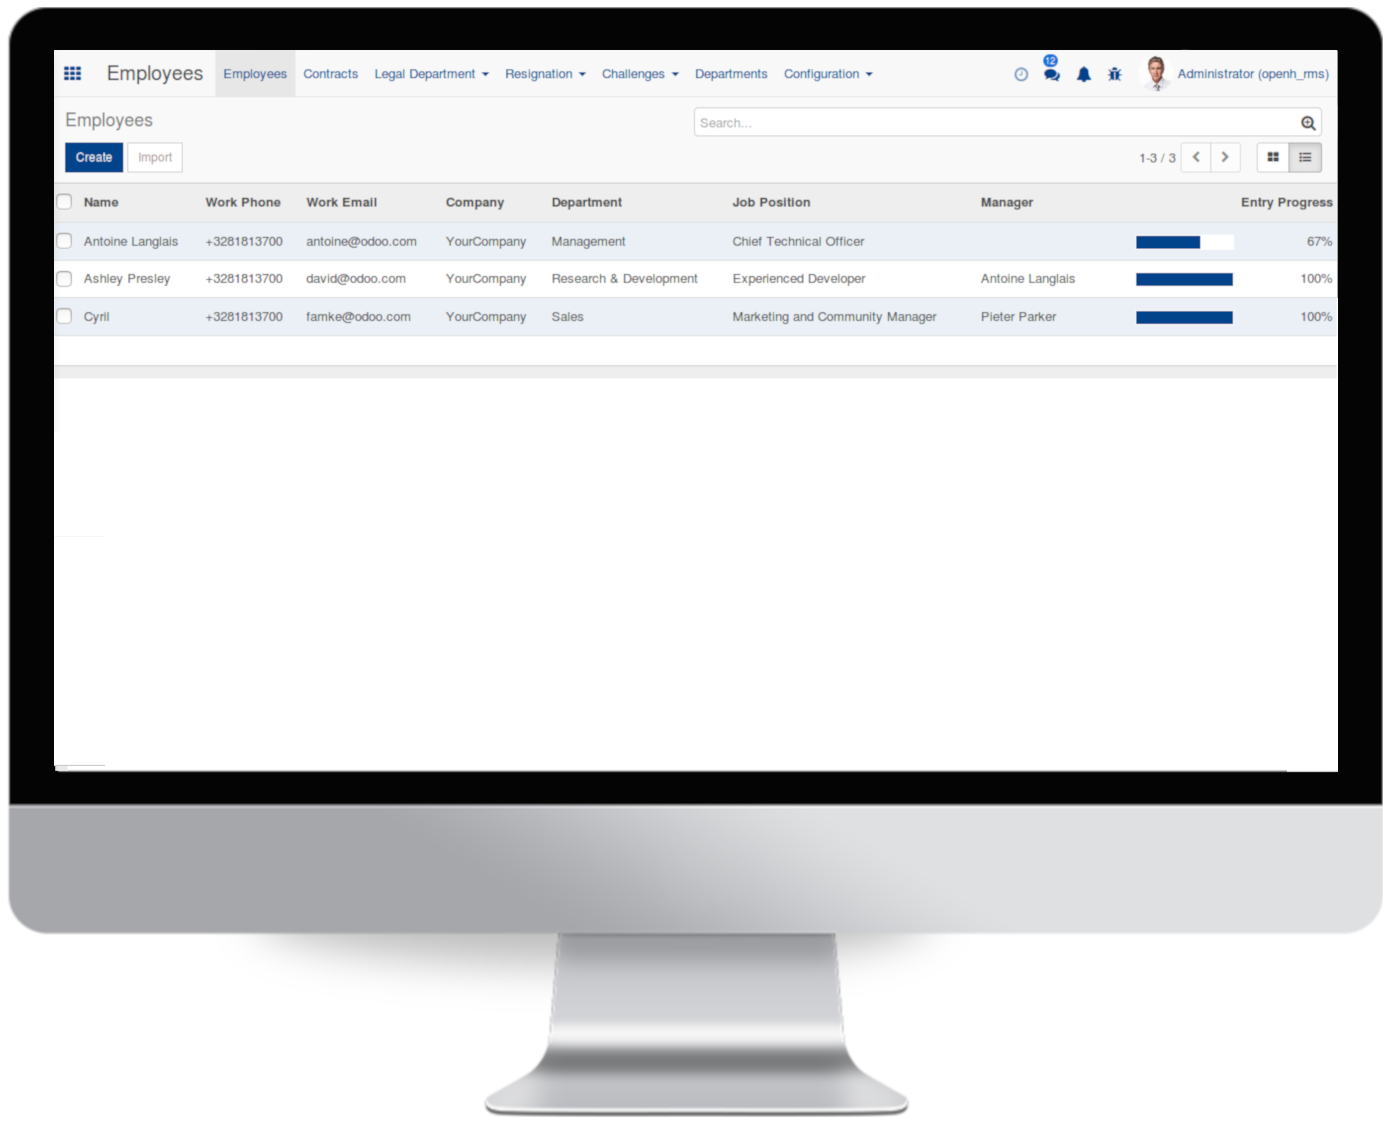 Employees Employees Contracts Legal Department Resignation Challenges Departments Configuration 12 Administrator (openh_rms)
Employees Search...
Create Import 1-3 / 3
Name Work Phone Work Email Company Department Job Position Manager Entry Progress
Antoine Langlais +3281813700 antoine@odoo.com YourCompany Management Chief Technical Officer 67%
Ashley Presley +3281813700 david@odoo.com YourCompany Research & Development Experienced Developer Antoine Langlais 100%
Cyril +3281813700 famke@odoo.com YourCompany Sales Marketing and Community Manager Pieter Parker 100%